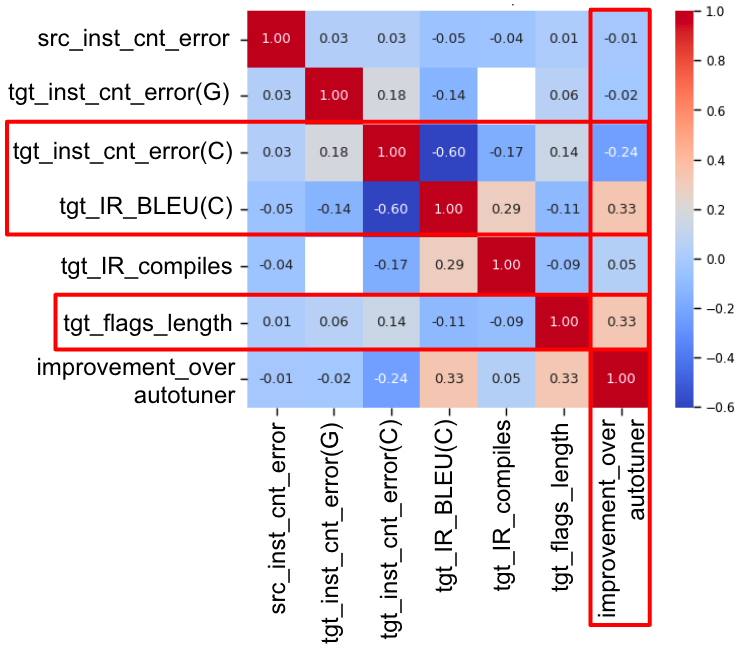 src_inst_cnt_error 1.00 0.03 0.03 -0.05 -0.04 0.01 -0.01
tgt_inst_cnt_error(G) 0.03 1.00 0.18 -0.14 0.06 -0.02
tgt_inst_cnt_error(C) 0.03 0.18 1.00 -0.60 -0.17 0.14 -0.24
tgt_IR_BLEU(C) -0.05 -0.14 -0.60 1.00 0.29 -0.11 0.33
tgt_IR_compiles -0.04 -0.17 0.29 1.00 -0.09 0.05
tgt_flags_length 0.01 0.06 0.14 -0.11 -0.09 1.00 0.33
improvement_over
autotuner -0.01 -0.02 -0.24 0.33 0.05 0.33 1.00
src_inst_cnt_error
tgt_inst_cnt_error(G)
tgt_inst_cnt_error(C)
tgt_IR_BLEU(C)
tgt_IR_compiles
tgt_flags_length
improvement_over
autotuner
1.0
0.8
0.6
0.4
0.2
0.0
−0.2
−0.4
−0.6